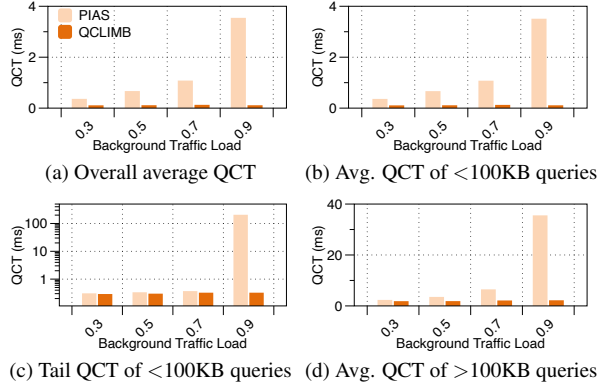 PIAS
QCLIMB
4
2
0
QCT (ms)
0.3
0.5
0.7
0.9
Background Traffic Load
(a) Overall average QCT
4
2
0
QCT (ms)
0.3
0.5
0.7
0.9
Background Traffic Load
(b) Avg. QCT of <100KB queries
100
10
1
QCT (ms)
0.3
0.5
0.7
0.9
Background Traffic Load
(c) Tail QCT of <100KB queries
40
20
0
QCT (ms)
0.3
0.5
0.7
0.9
Background Traffic Load
(d) Avg. QCT of >100KB queries